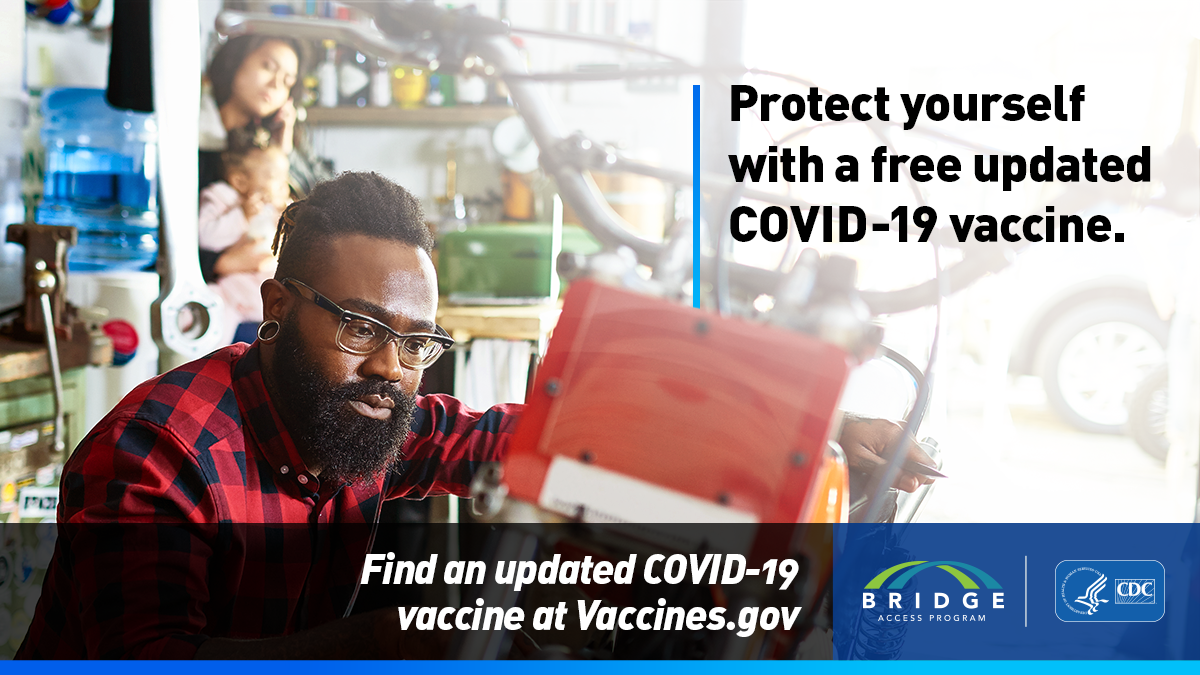 Protect yourself
with a free updated
COVID-19 vaccine.
Find an updated COVID-19
vaccine at Vaccines.gov
BRIDGE
ACCESS PROGRAM
CDC